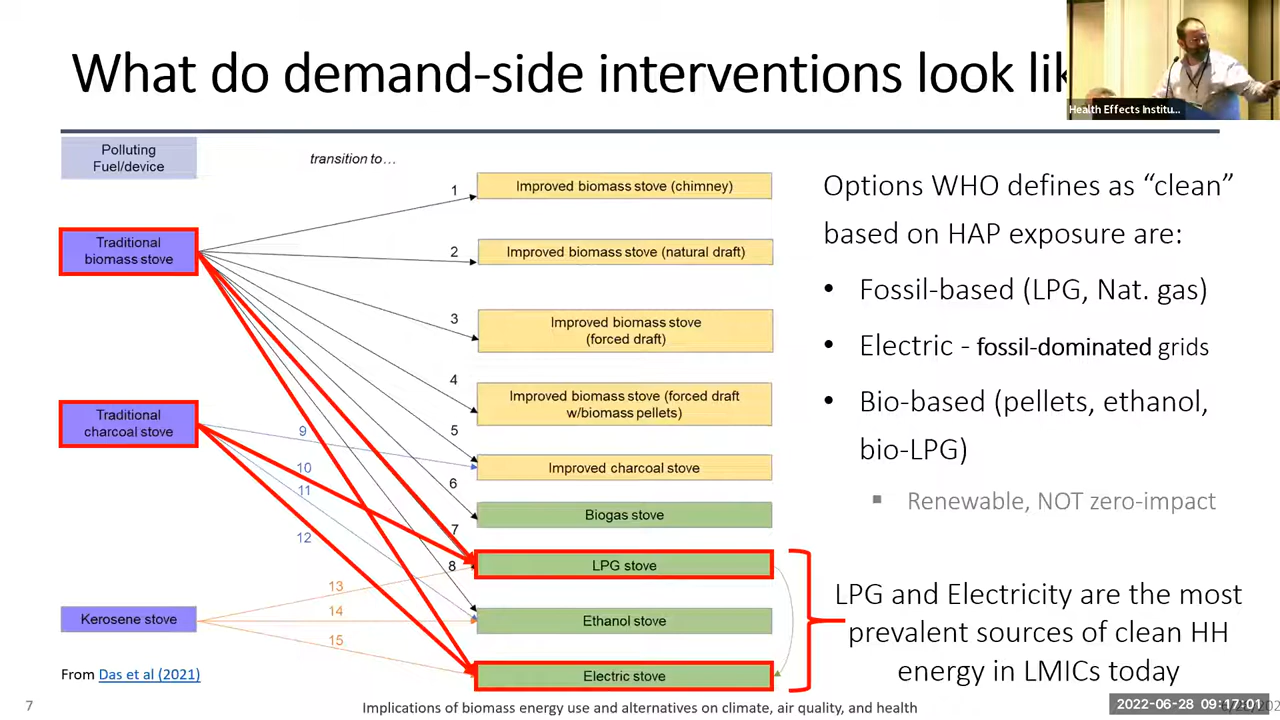 What do demand-side interventions look lik
Health Effects Institu...
Polluting
Fuel/device
transition to...
Traditional
biomass stove
Traditional
charcoal stove
Kerosene stove
1
2
3
4
5
6
7
8
9
10
11
12
13
14
15
Improved biomass stove (chimney)
Improved biomass stove (natural draft)
Improved biomass stove
(forced draft)
Improved biomass stove (forced draft
w/biomass pellets)
Improved charcoal stove
Biogas stove
LPG stove
Ethanol stove
Electric stove
From Das et al (2021)
Options WHO defines as “clean”
based on HAP exposure are:
• Fossil-based (LPG, Nat. gas)
• Electric - fossil-dominated grids
• Bio-based (pellets, ethanol,
bio-LPG)
▪ Renewable, NOT zero-impact
LPG and Electricity are the most
prevalent sources of clean HH
energy in LMICs today
7
Implications of biomass energy use and alternatives on climate, air quality, and health
2022-06-28 09:17:01